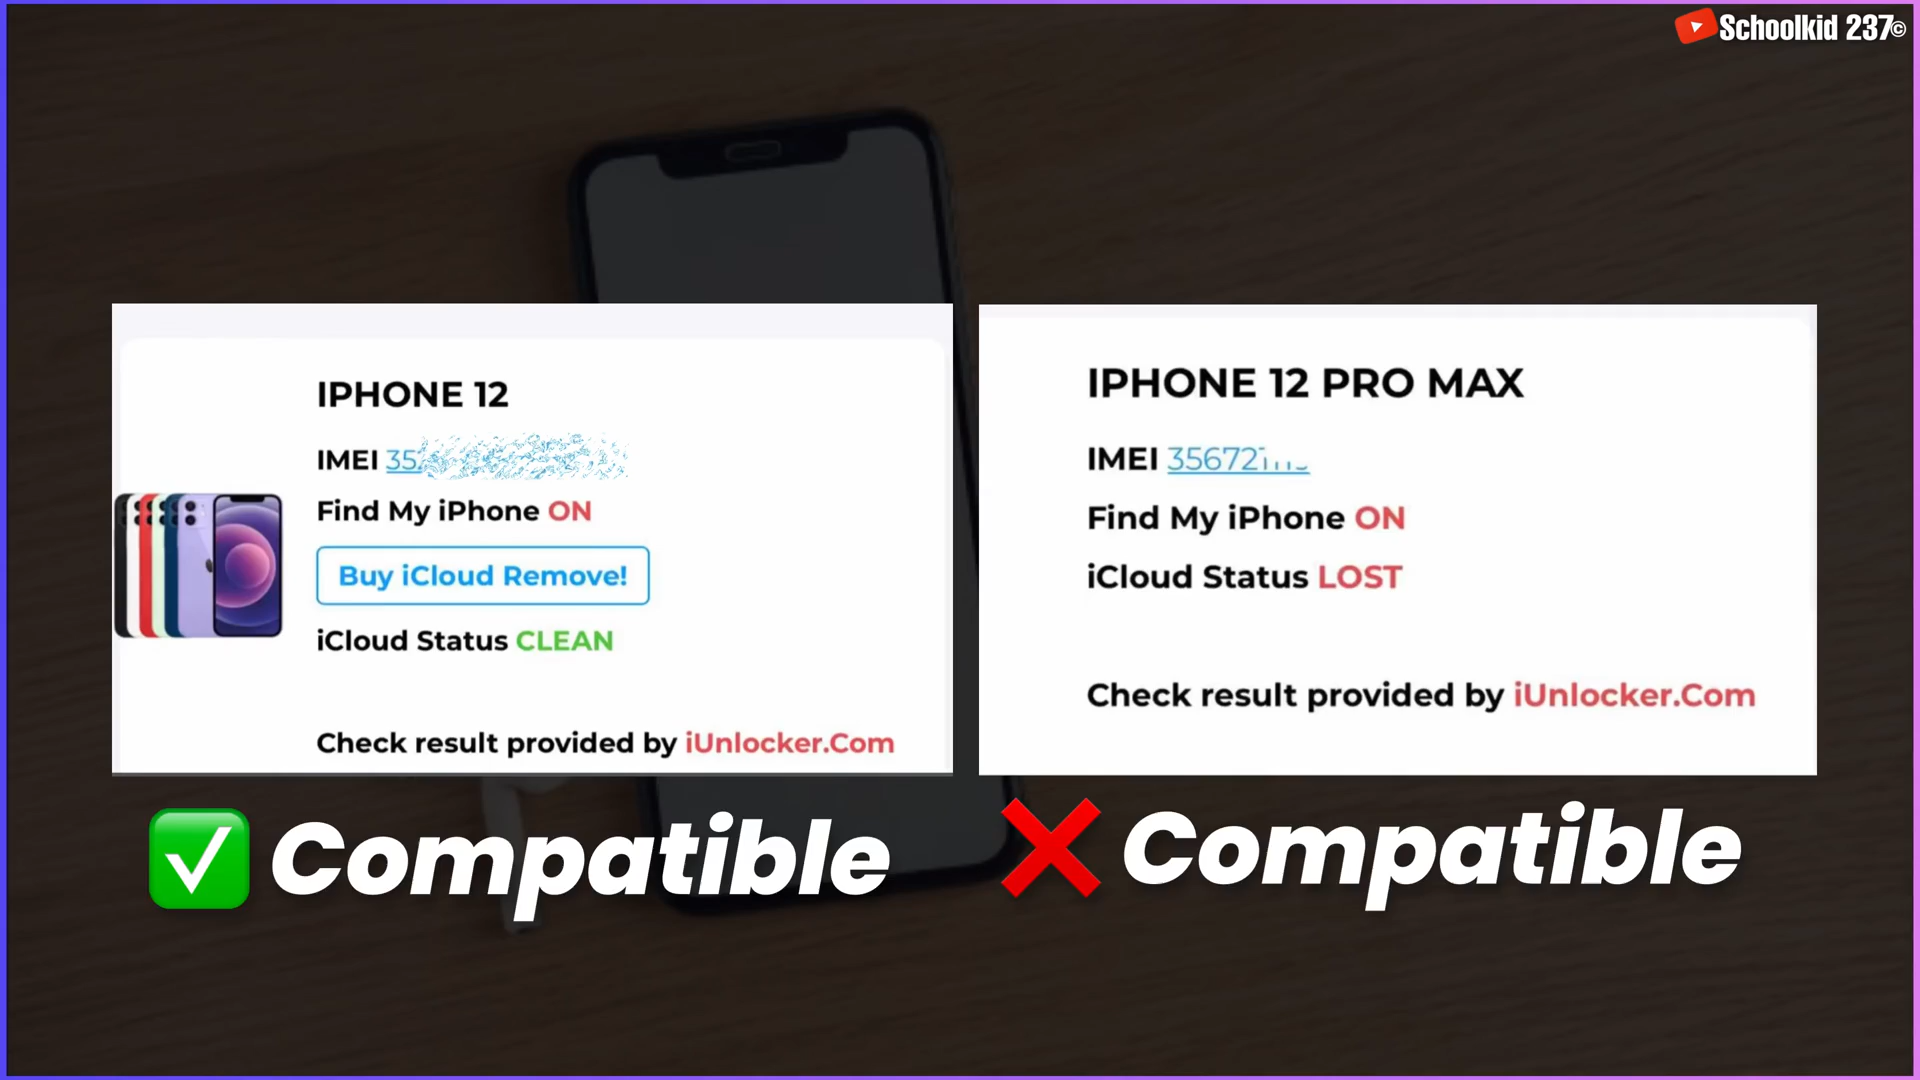 Schoolkid 237©
IPHONE 12
IMEI 35
Find My iPhone ON
Buy iCloud Remove!
iCloud Status CLEAN
Check result provided by iUnlocker.Com
IPHONE 12 PRO MAX
IMEI 356721
Find My iPhone ON
iCloud Status LOST
Check result provided by iUnlocker.Com
✅ Compatible
❌ Compatible